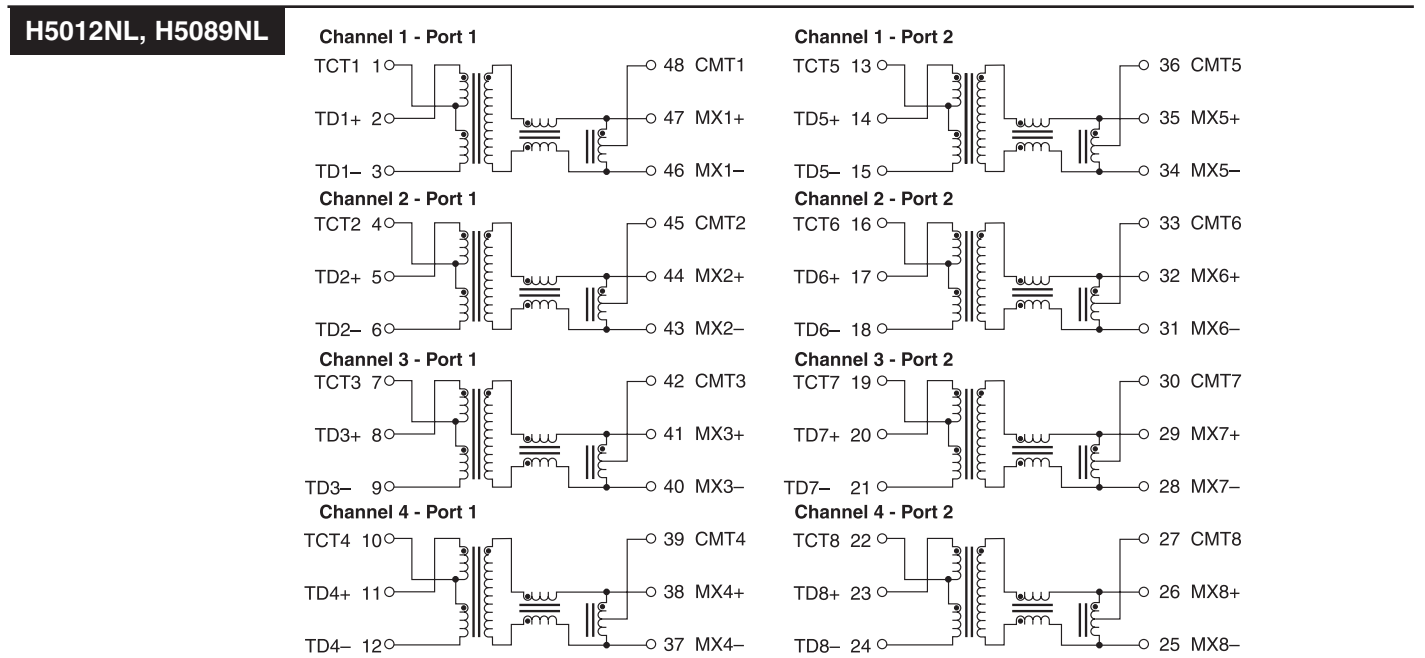 H5012NL, H5089NL
Channel 1 - Port 1
TCT1 1 48 CMT1
TD1+ 2 47 MX1+
TD1– 3 46 MX1–
Channel 2 - Port 1
TCT2 4 45 CMT2
TD2+ 5 44 MX2+
TD2– 6 43 MX2–
Channel 3 - Port 1
TCT3 7 42 CMT3
TD3+ 8 41 MX3+
TD3– 9 40 MX3–
Channel 4 - Port 1
TCT4 10 39 CMT4
TD4+ 11 38 MX4+
TD4– 12 37 MX4–
Channel 1 - Port 2
TCT5 13 36 CMT5
TD5+ 14 35 MX5+
TD5– 15 34 MX5–
Channel 2 - Port 2
TCT6 16 33 CMT6
TD6+ 17 32 MX6+
TD6– 18 31 MX6–
Channel 3 - Port 2
TCT7 19 30 CMT7
TD7+ 20 29 MX7+
TD7– 21 28 MX7–
Channel 4 - Port 2
TCT8 22 27 CMT8
TD8+ 23 26 MX8+
TD8– 24 25 MX8–